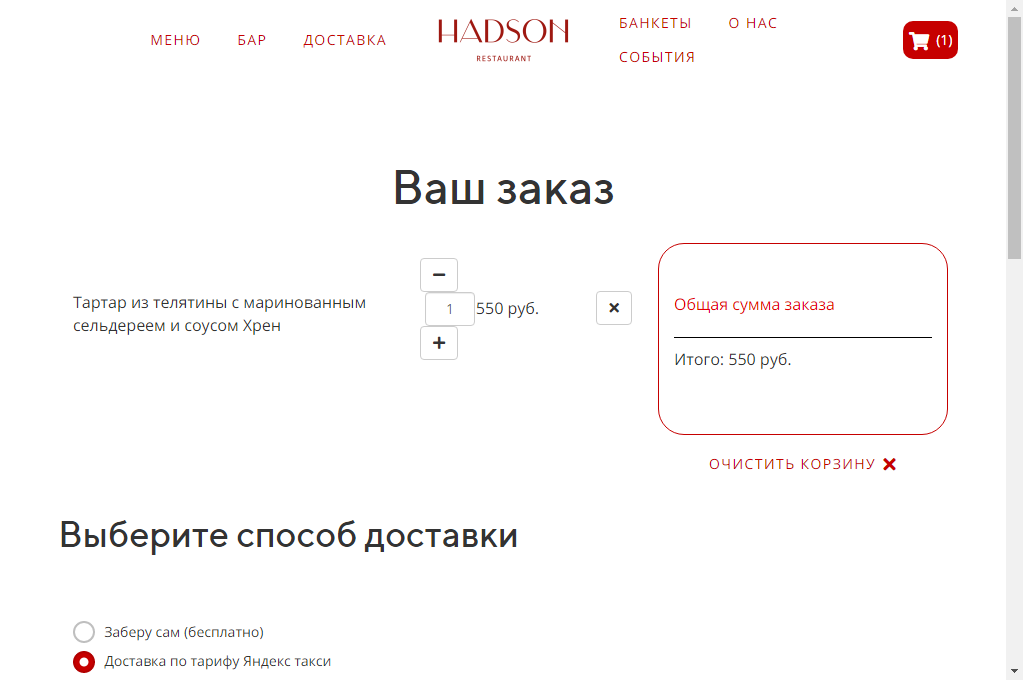 МЕНЮ
БАР
ДОСТАВКА
HADSON
RESTAURANT
БАНКЕТЫ
О НАС
СОБЫТИЯ
(1)
Ваш заказ
Тартар из телятины с маринованным
сельдереем и соусом Хрен
1
550 руб.
Общая сумма заказа
Итого: 550 руб.
ОЧИСТИТЬ КОРЗИНУ
Выберите способ доставки
Заберу сам (бесплатно)
Доставка по тарифу Яндекс такси